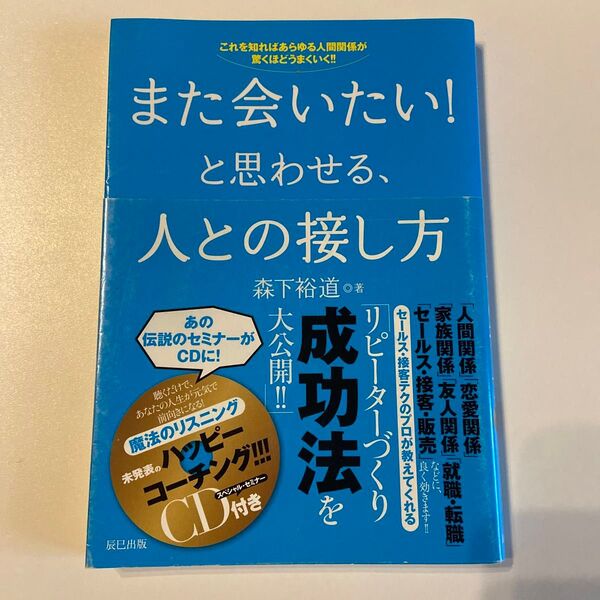 これを知ればあらゆる人間関係が
驚くほどうまくいく!!
また会いたい!
と思わせる、
人との接し方
森下裕道◎著
「人間関係」「恋愛関係」
「家族関係」「友人関係」「就職・転職」
「セールス・接客・販売」などに、
良く効きます!!
セールス・接客テクのプロが教えてくれる
「リピーターづくり
成功法を
大公開!!」
あの
伝説のセミナーが
CDに!
聴くだけで、
あなたの人生が元気で
前向きになる!
魔法のリスニング
未発表のハッピー
コーチング!!!
スペシャル・セミナー
CD付き
辰巳出版